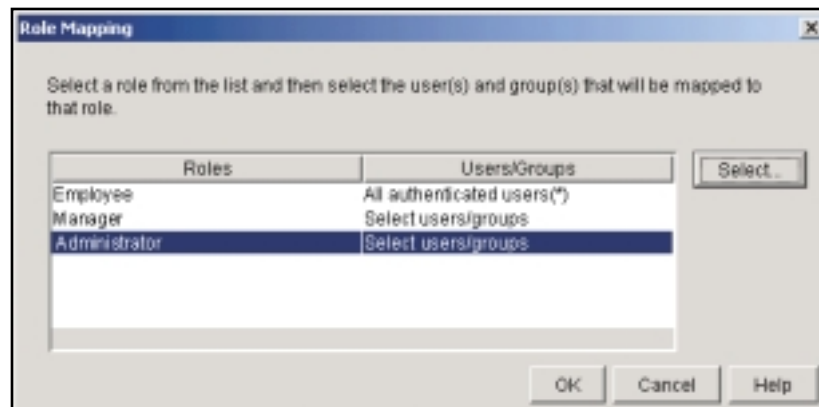 Role Mapping
Select a role from the list and then select the user(s) and group(s) that will be mapped to
that role.
Roles Users/Groups Select...
Employee All authenticated users(*)
Manager Select users/groups
Administrator Select users/groups
OK Cancel Help